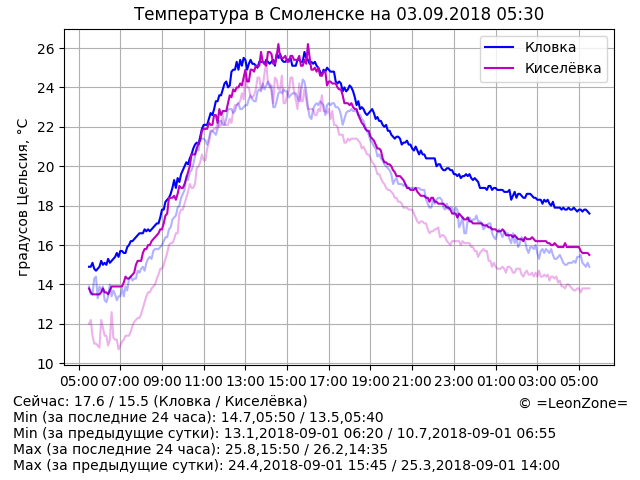 Температура в Смоленске на 03.09.2018 05:30
градусов Цельсия, °C
26
24
22
20
18
16
14
12
10
Кловка
Киселёвка
05:00 07:00 09:00 11:00 13:00 15:00 17:00 19:00 21:00 23:00 01:00 03:00 05:00
Сейчас: 17.6 / 15.5 (Кловка / Киселёвка)
© =LeonZone=
Min (за последние 24 часа): 14.7,05:50 / 13.5,05:40
Min (за предыдущие сутки): 13.1,2018-09-01 06:20 / 10.7,2018-09-01 06:55
Max (за последние 24 часа): 25.8,15:50 / 26.2,14:35
Max (за предыдущие сутки): 24.4,2018-09-01 15:45 / 25.3,2018-09-01 14:00